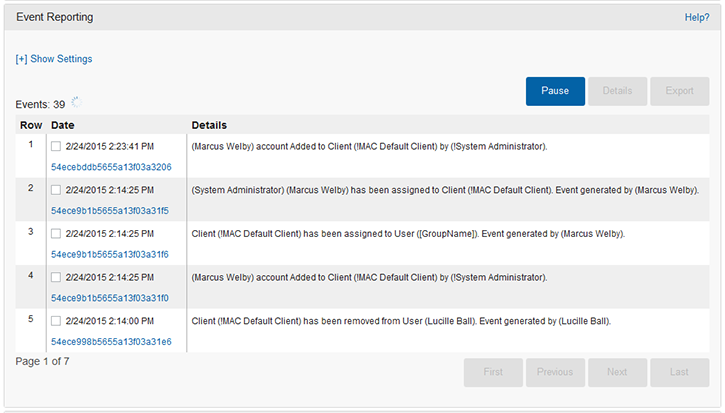 Event Reporting Help?
[+] Show Settings
Pause Details Export
Events: 39
Row Date Details
1 2/24/2015 2:23:41 PM (Marcus Welby) account Added to Client (!MAC Default Client) by (!System Administrator).
54ecebddb5655a13f03a3206
2 2/24/2015 2:14:25 PM (System Administrator) (Marcus Welby) has been assigned to Client (!MAC Default Client). Event generated by (Marcus Welby).
54ece9b1b5655a13f03a31f5
3 2/24/2015 2:14:25 PM Client (!MAC Default Client) has been assigned to User ([GroupName]). Event generated by (Marcus Welby).
54ece9b1b5655a13f03a31f6
4 2/24/2015 2:14:25 PM (Marcus Welby) account Added to Client (!MAC Default Client) by (!System Administrator).
54ece9b1b5655a13f03a31f0
5 2/24/2015 2:14:00 PM Client (!MAC Default Client) has been removed from User (Lucille Ball). Event generated by (Lucille Ball).
54ece998b5655a13f03a31e6
Page 1 of 7
First Previous Next Last